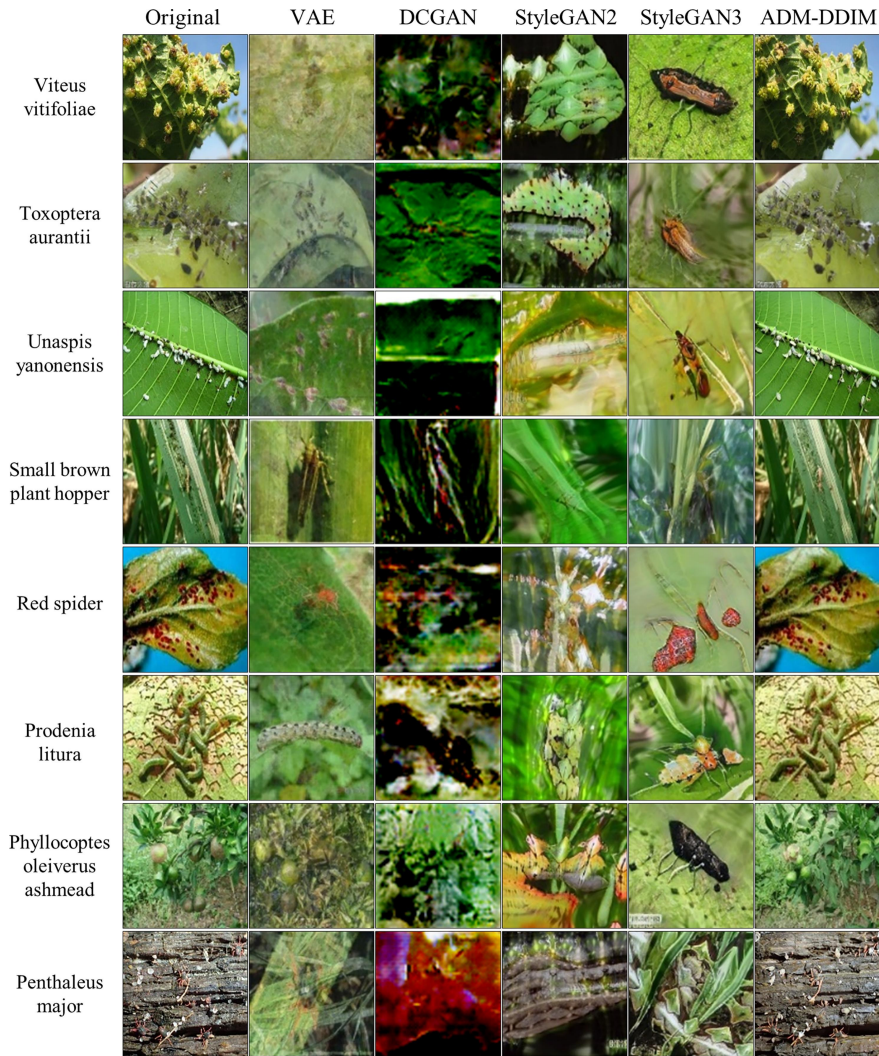 Original VAE DCGAN StyleGAN2 StyleGAN3 ADM-DDIM
Viteus
vitifoliae
Toxoptera
aurantii
Unaspis
yanonensis
Small brown
plant hopper
Red spider
Prodenia
litura
Phyllocoptes
oleiverus
ashmead
Penthaleus
major